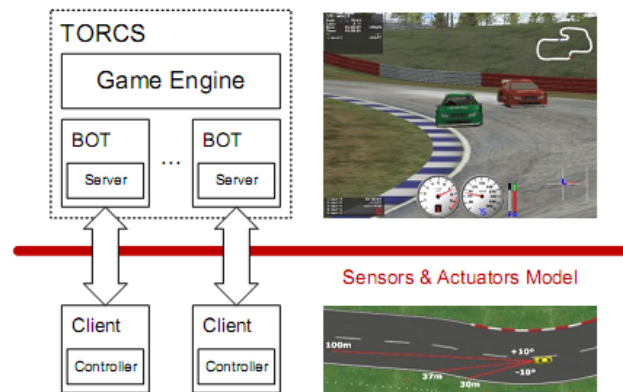 TORCS
Game Engine
BOT
...
BOT
Server
Server
Sensors & Actuators Model
Client
Client
Controller
Controller
100m
+10°
-10°
37m
30m